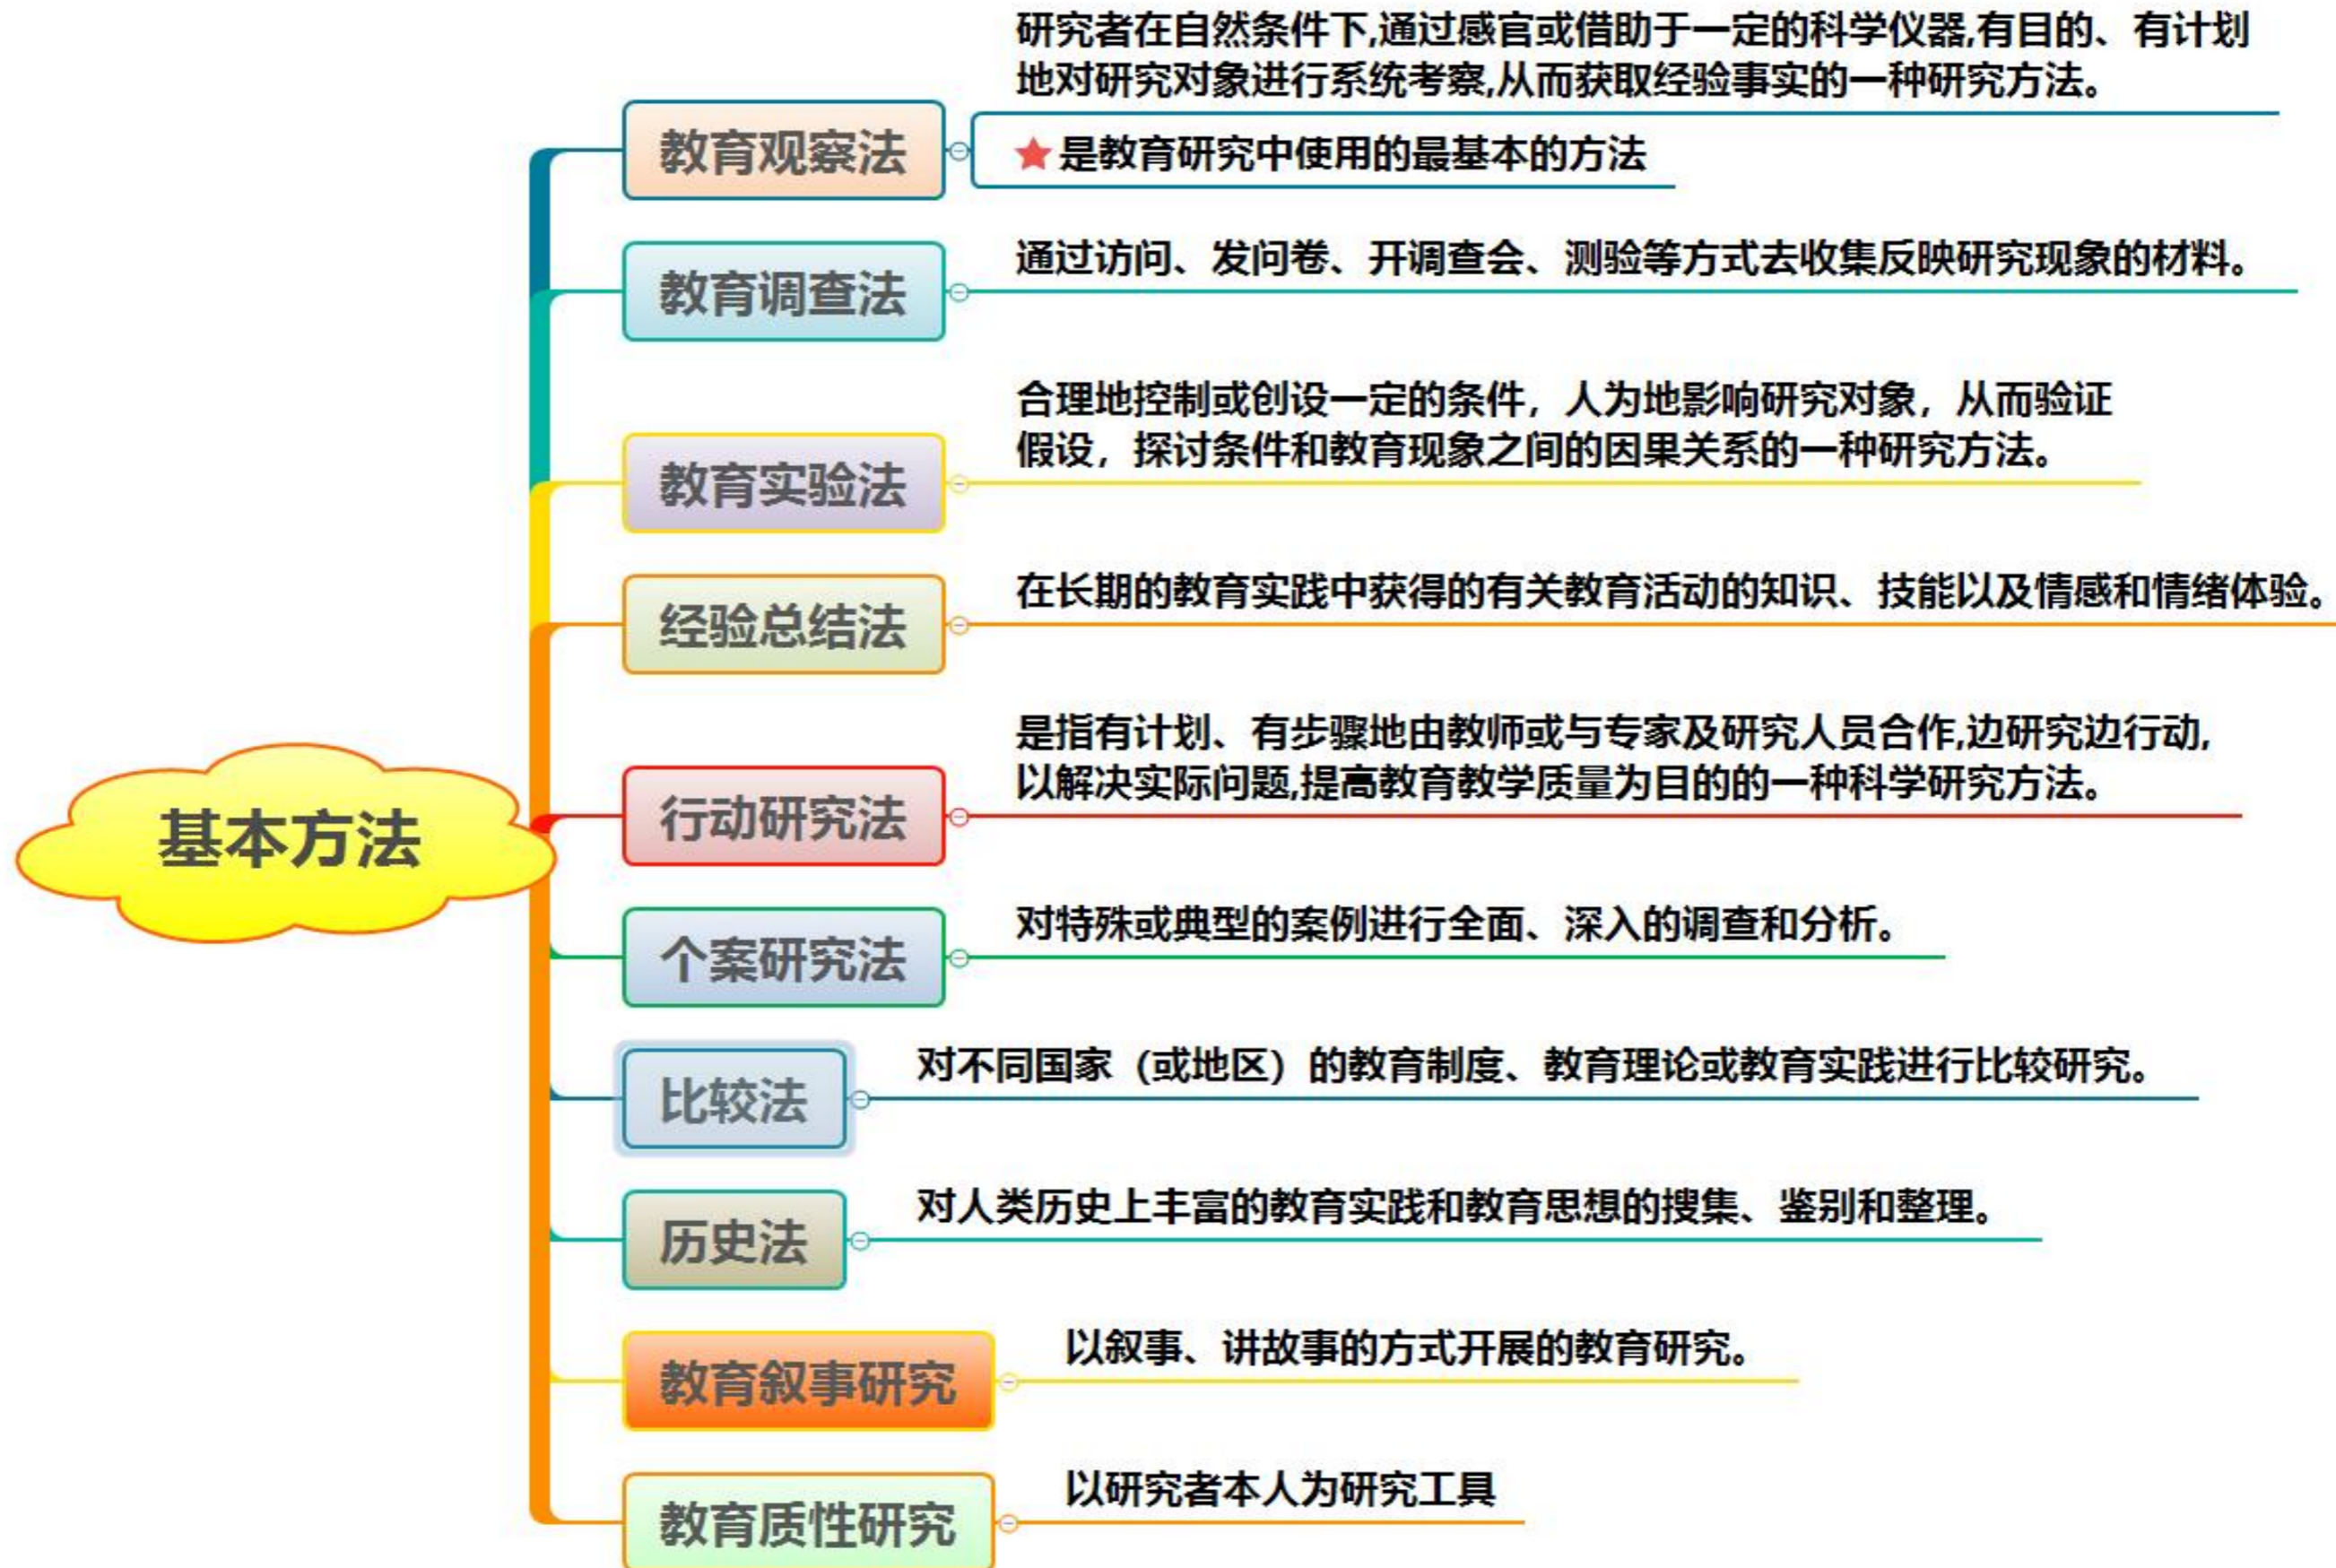 研究者在自然条件下,通过感官或借助于一定的科学仪器,有目的、有计划
地对研究对象进行系统考察,从而获取经验事实的一种研究方法。
教育观察法
是教育研究中使用的最基本的方法
通过访问、发问卷、开调查会、测验等方式去收集反映研究现象的材料。
教育调查法
合理地控制或创设一定的条件，人为地影响研究对象，从而验证
假设，探讨条件和教育现象之间的因果关系的一种研究方法。
教育实验法
在长期的教育实践中获得的有关教育活动的知识、技能以及情感和情绪体验。
经验总结法
是指有计划、有步骤地由教师或与专家及研究人员合作,边研究边行动,
以解决实际问题,提高教育教学质量为目的的一种科学研究方法。
行动研究法
基本方法
对特殊或典型的案例进行全面、深入的调查和分析。
个案研究法
对不同国家（或地区）的教育制度、教育理论或教育实践进行比较研究。
比较法
对人类历史上丰富的教育实践和教育思想的搜集、鉴别和整理。
历史法
以叙事、讲故事的方式开展的教育研究。
教育叙事研究
以研究者本人为研究工具
教育质性研究